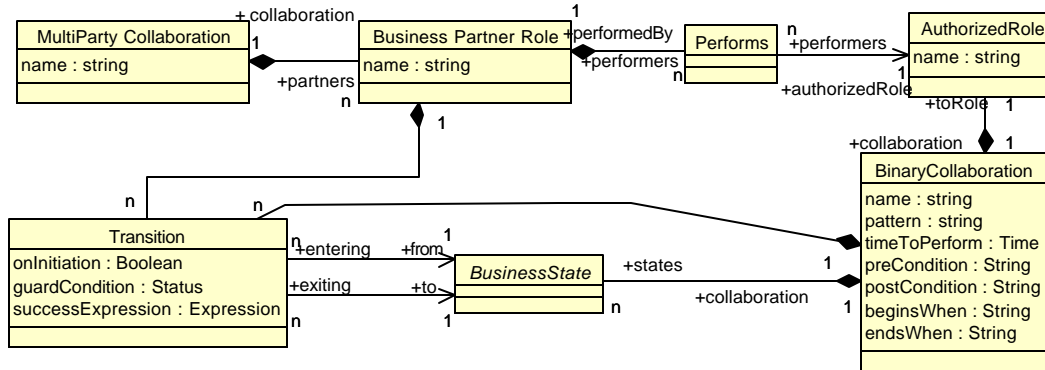 + collaboration
1
MultiParty Collaboration
name : string
1
+partners
n
Business Partner Role
name : string
1
+performedBy
+performers
n
Performs
n
+performers
1
+authorizedRole
AuthorizedRole
name : string
+toRole
1
1
+collaboration
1
n
n
Transition
onInitiation : Boolean
guardCondition : Status
successExpression : Expression
n
+entering
+from
1
+exiting
+to
n
1
BusinessState
+states
n
+collaboration
1
1
BinaryCollaboration
name : string
pattern : string
timeToPerform : Time
preCondition : String
postCondition : String
beginsWhen : String
endsWhen : String